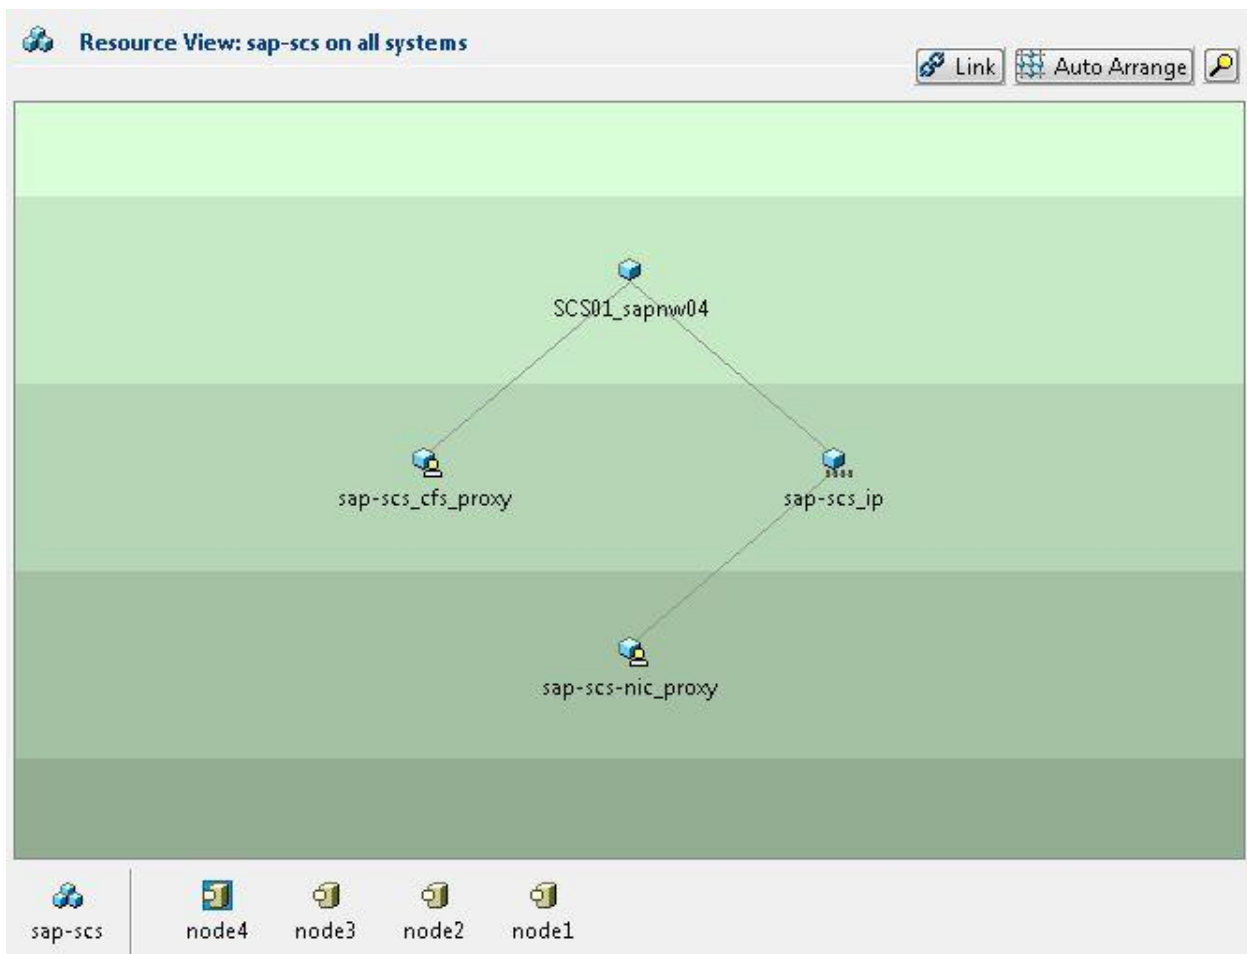 Resource View: sap-scs on all systems
Link
Auto Arrange
SCS01_sapnw04
sap-scs_cfs_proxy
sap-scs_ip
sap-scs-nic_proxy
sap-scs
node4
node3
node2
node1